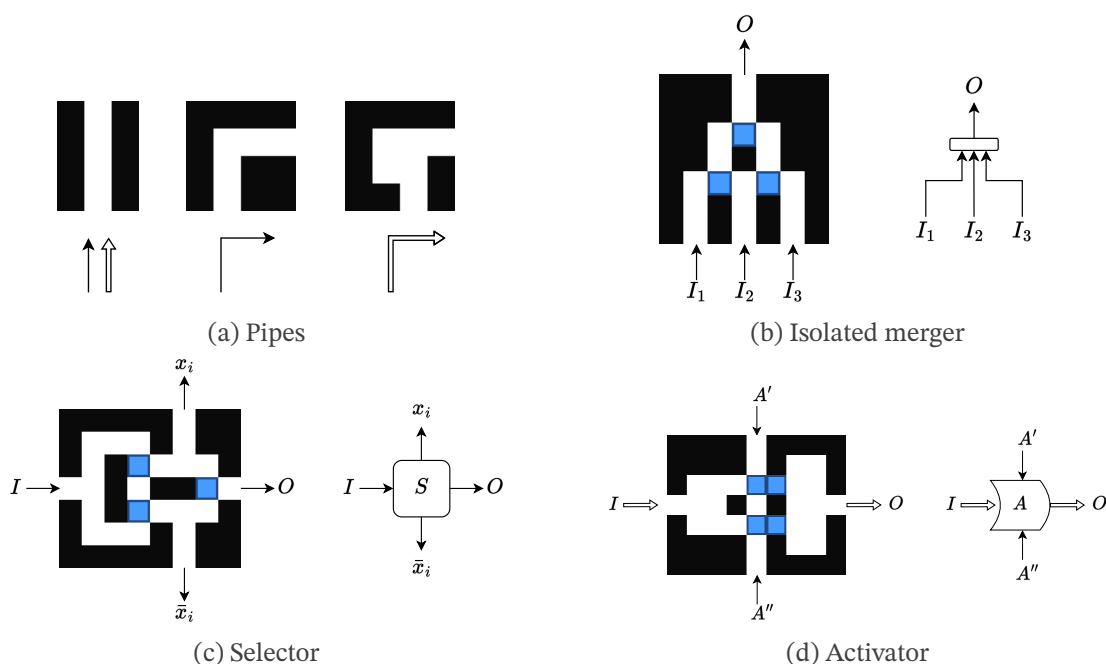 O
O
I₁ I₂ I₃
I₁ I₂ I₃
(a) Pipes
(b) Isolated merger
xᵢ
xᵢ
I
O
I
S
O
x̄ᵢ
x̄ᵢ
(c) Selector
A′
A′
I
O
I
A
O
A″
A″
(d) Activator